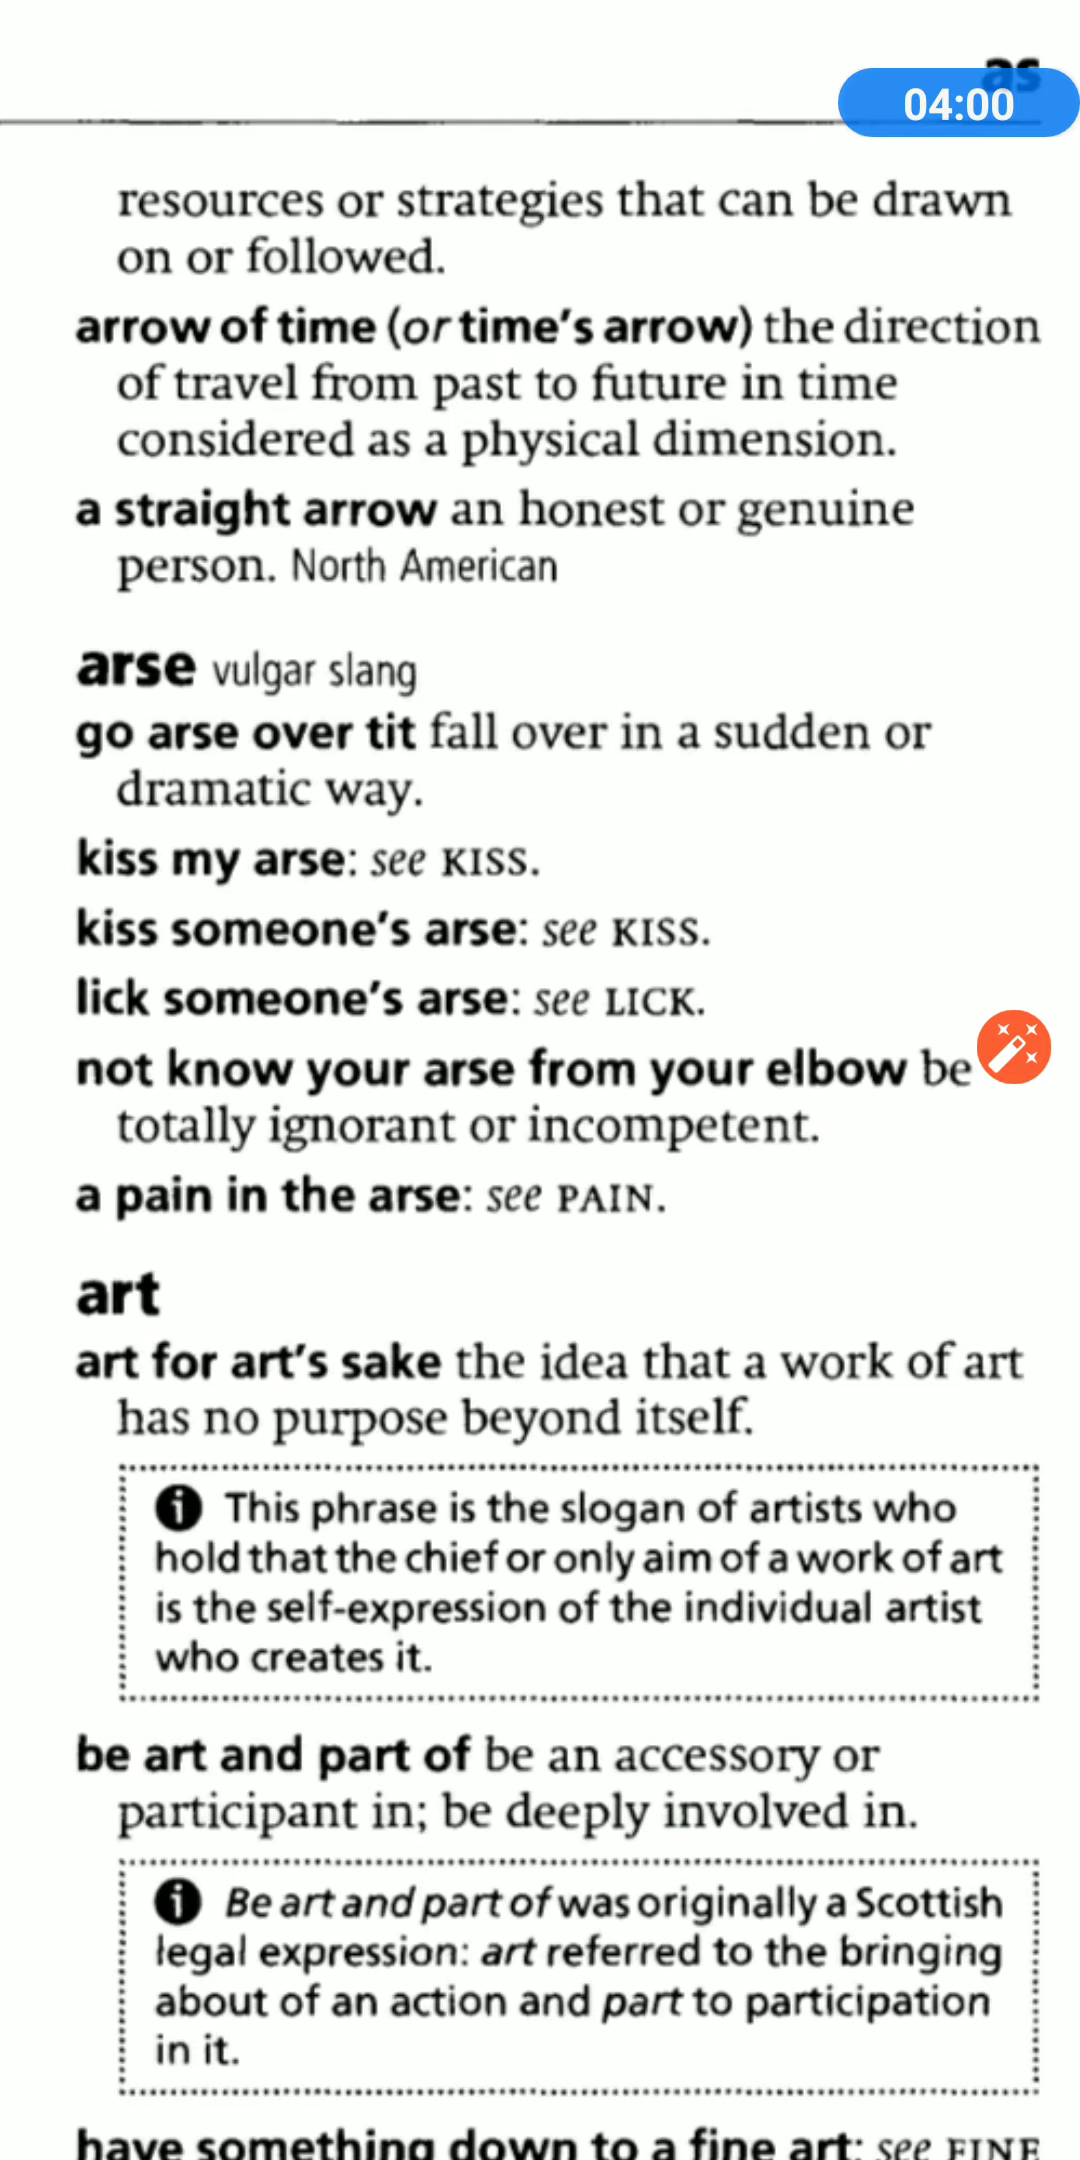 as
04:00
resources or strategies that can be drawn
on or followed.
arrow of time (or time's arrow) the direction
of travel from past to future in time
considered as a physical dimension.
a straight arrow an honest or genuine
person. North American
arse vulgar slang
go arse over tit fall over in a sudden or
dramatic way.
kiss my arse: see KISS.
kiss someone's arse: see KISS.
lick someone's arse: see LICK.
not know your arse from your elbow be
totally ignorant or incompetent.
a pain in the arse: see PAIN.
art
art for art's sake the idea that a work of art
has no purpose beyond itself.
This phrase is the slogan of artists who
hold that the chief or only aim of a work of art
is the self-expression of the individual artist
who creates it.
be art and part of be an accessory or
participant in; be deeply involved in.
Be art and part of was originally a Scottish
legal expression: art referred to the bringing
about of an action and part to participation
in it.
have something down to a fine art: see FINE